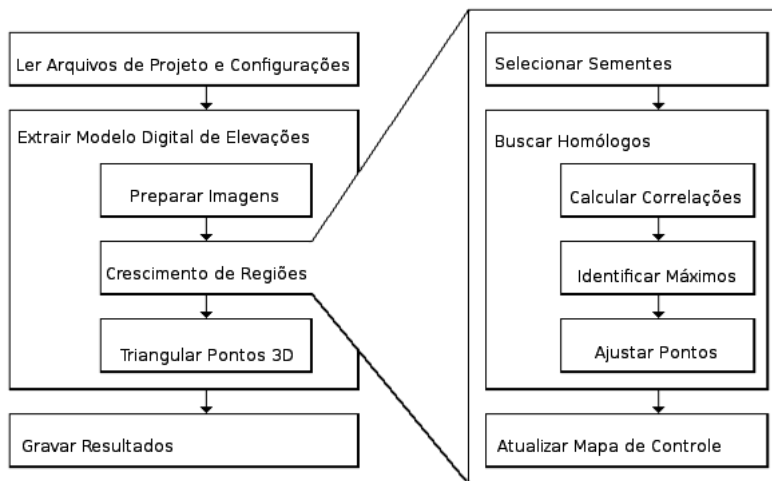 Ler Arquivos de Projeto e Configurações
Extrair Modelo Digital de Elevações
Preparar Imagens
Crescimento de Regiões
Triangular Pontos 3D
Gravar Resultados
Selecionar Sementes
Buscar Homólogos
Calcular Correlações
Identificar Máximos
Ajustar Pontos
Atualizar Mapa de Controle